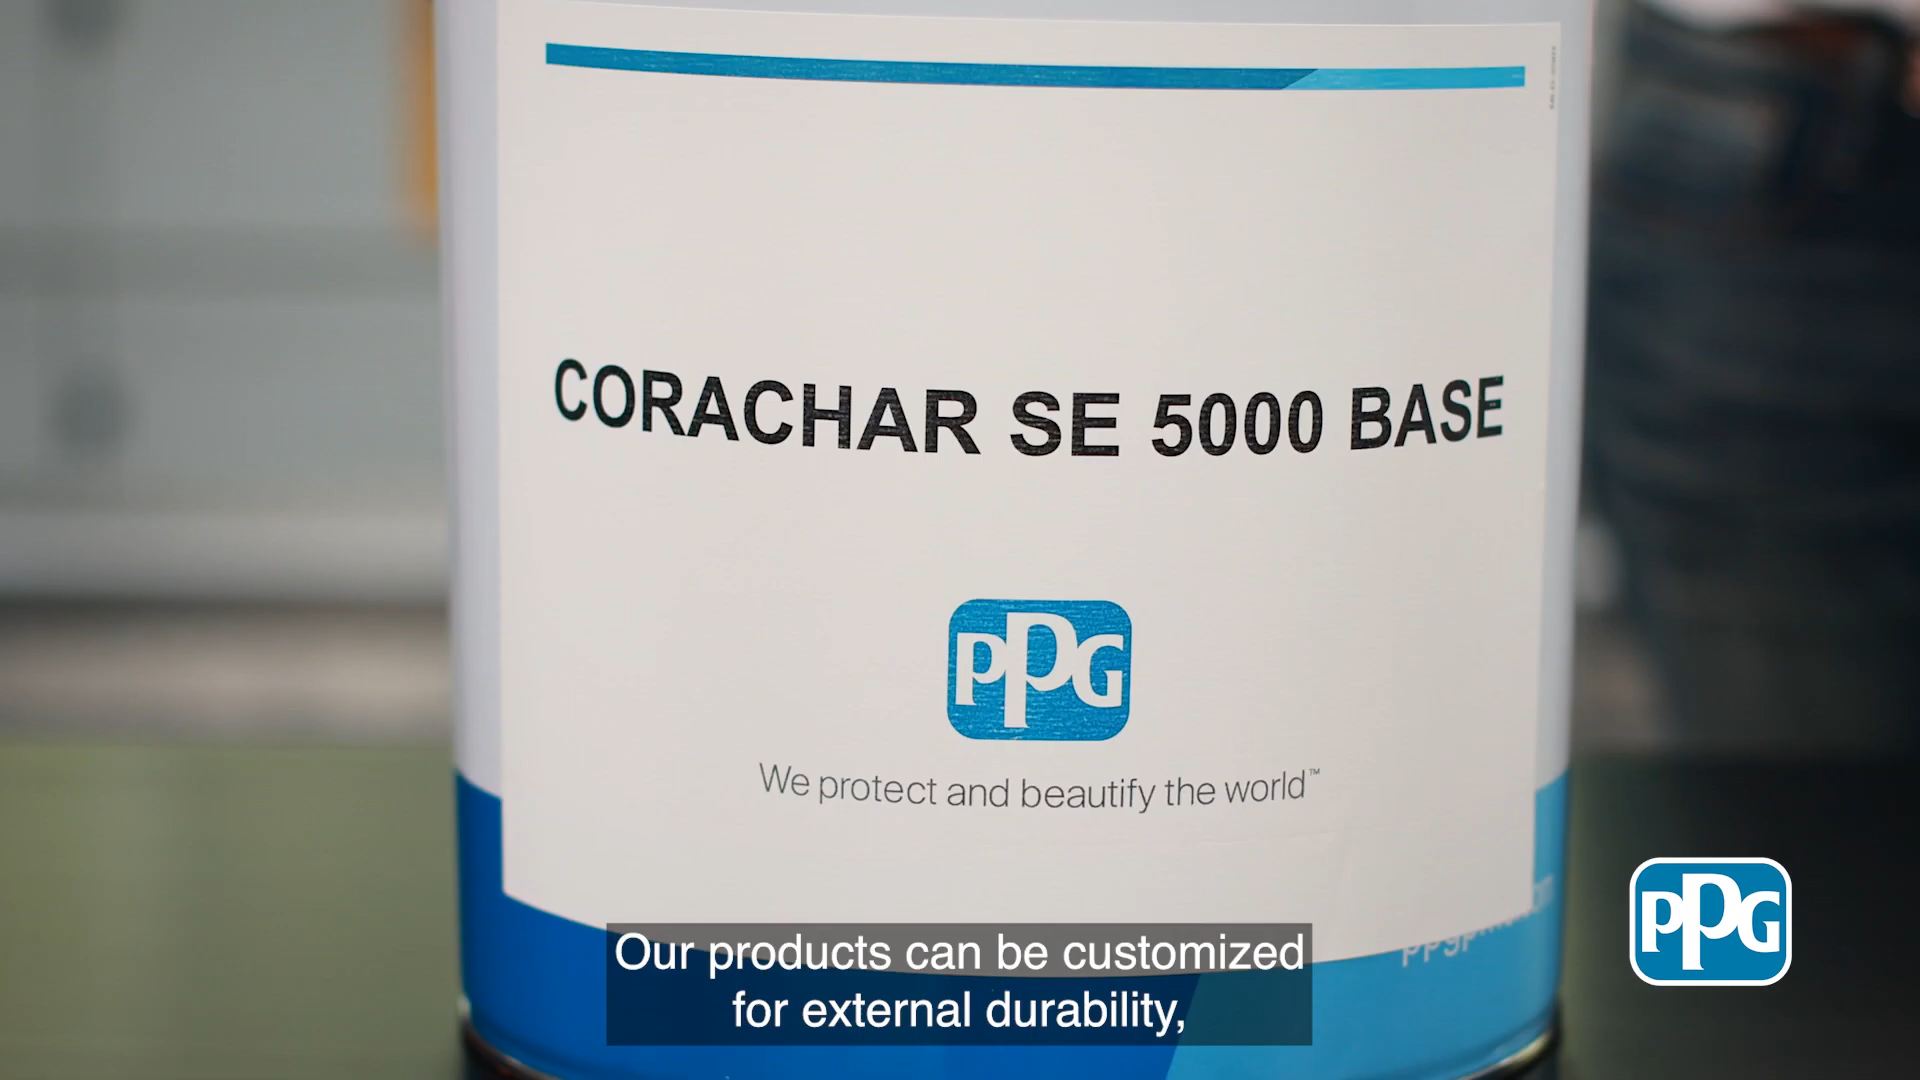 CORACHAR SE 5000 BASE
PPG
We protect and beautify the world™
Our products can be customized
for external durability,
PPG